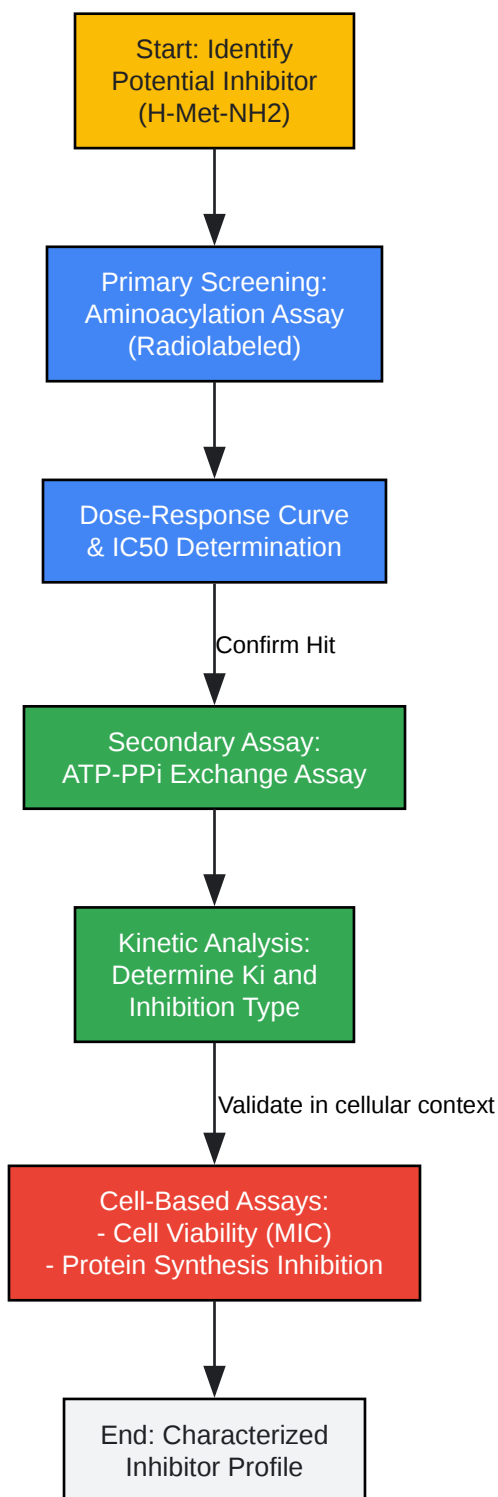 Start: Identify
Potential Inhibitor
(H-Met-NH2)
Primary Screening:
Aminoacylation Assay
(Radiolabeled)
Dose-Response Curve
& IC50 Determination
Confirm Hit
Secondary Assay:
ATP-PPi Exchange Assay
Kinetic Analysis:
Determine Ki and
Inhibition Type
Validate in cellular context
Cell-Based Assays:
- Cell Viability (MIC)
- Protein Synthesis Inhibition
End: Characterized
Inhibitor Profile